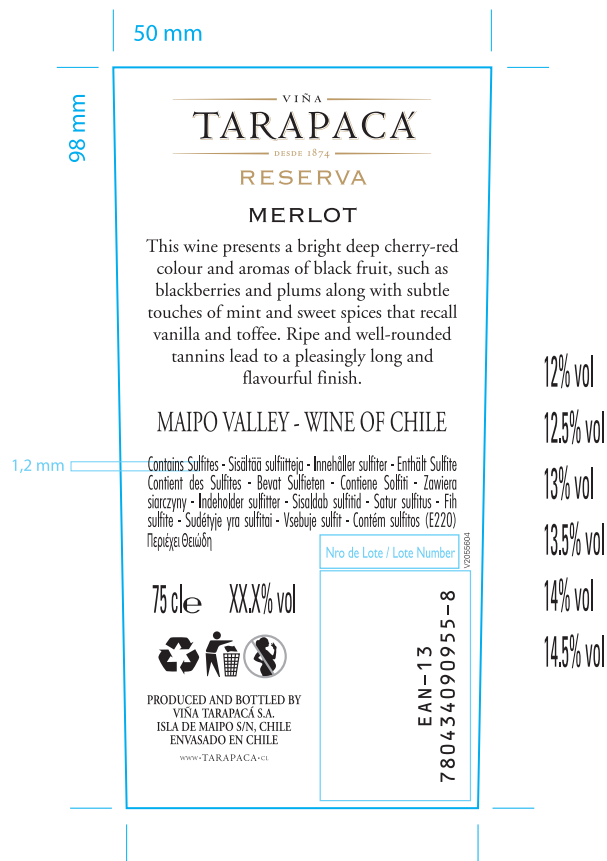 50 mm
98 mm
VIÑA
TARAPACÁ
DESDE 1874
RESERVA
MERLOT
This wine presents a bright deep cherry-red
colour and aromas of black fruit, such as
blackberries and plums along with subtle
touches of mint and sweet spices that recall
vanilla and toffee. Ripe and well-rounded
tannins lead to a pleasingly long and
flavourful finish.
MAIPO VALLEY - WINE OF CHILE
1,2 mm
Contains Sulfites - Sisältää sulfiitteja - Innehåller sulfiter - Enthält Sulfite
Contient des Sulfites - Bevat Sulfieten - Contiene Solfiti - Zawiera
siarczyny - Indeholder sulfitter - Sisaldab sulfitid - Satur sulfitus - Fih
sulfite - Sudétyje yra sulfitai - Vsebuje sulfit - Contém sulfitos (E220)
Περιέχει Θειώδη
Nro de Lote / Lote Number
V2055604
75 cl e XX.X% vol
EAN-13
7804340909558-8
PRODUCED AND BOTTLED BY
VIÑA TARAPACÁ S.A.
ISLA DE MAIPO S/N, CHILE
ENVASADO EN CHILE
WWW•TARAPACA•CL
12% vol
12.5% vol
13% vol
13.5% vol
14% vol
14.5% vol